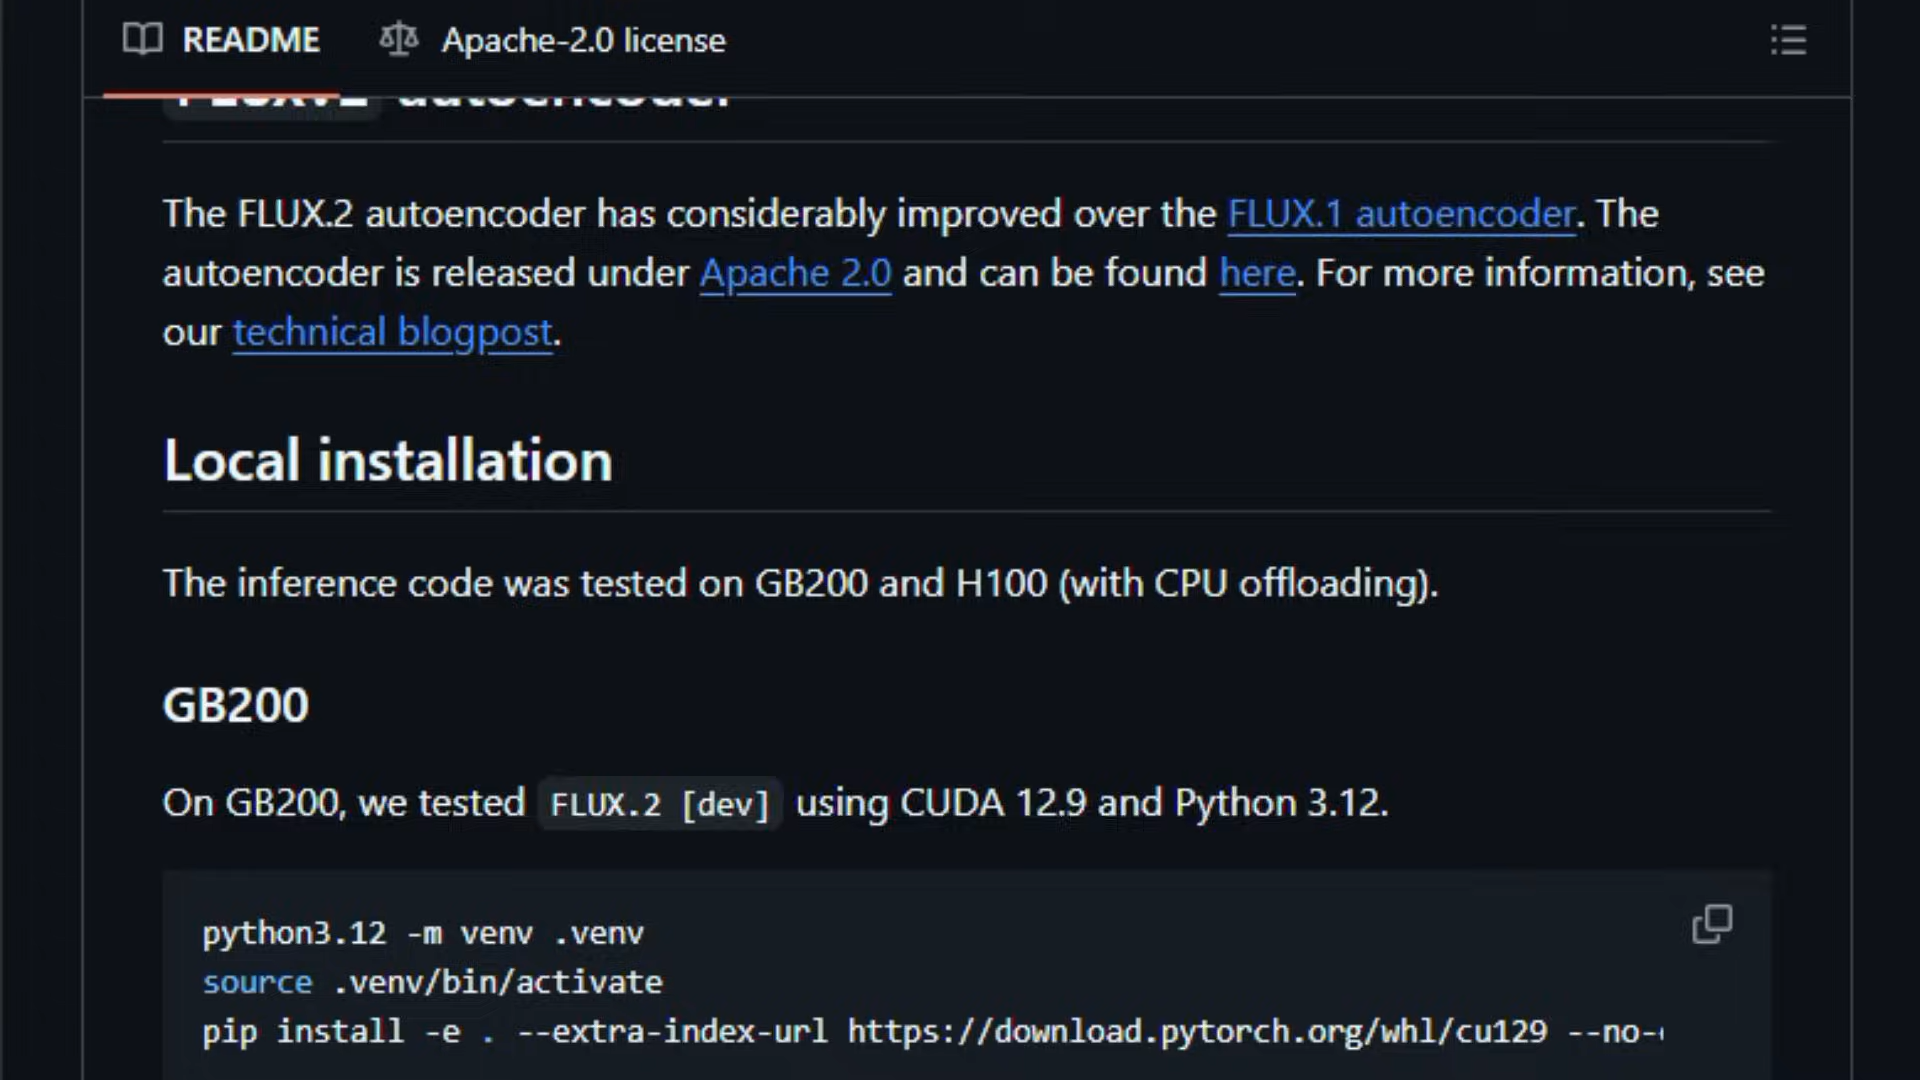 README Apache-2.0 license
FLUX.2 autoencoder
The FLUX.2 autoencoder has considerably improved over the FLUX.1 autoencoder. The
autoencoder is released under Apache 2.0 and can be found here. For more information, see
our technical blogpost.
Local installation
The inference code was tested on GB200 and H100 (with CPU offloading).
GB200
On GB200, we tested FLUX.2 [dev] using CUDA 12.9 and Python 3.12.
python3.12 -m venv .venv
source .venv/bin/activate
pip install -e . --extra-index-url https://download.pytorch.org/whl/cu129 --no-